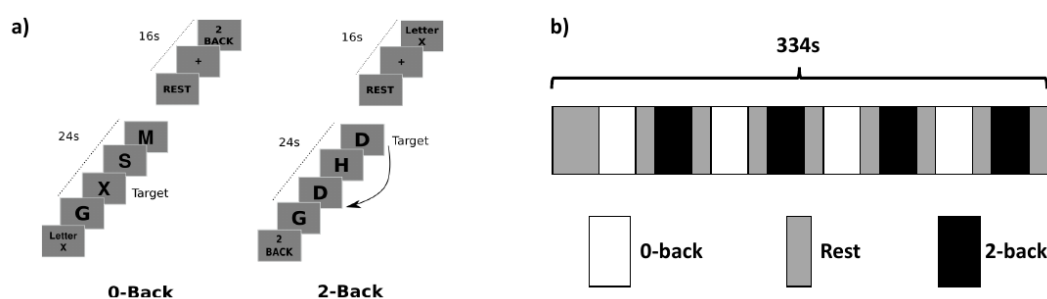 a)
16s
2
BACK
+
REST
24s
M
S
X
Target
G
Letter
X
0-Back
16s
Letter
X
+
REST
24s
D
Target
H
D
G
2
BACK
2-Back
b)
334s
0-back
Rest
2-back